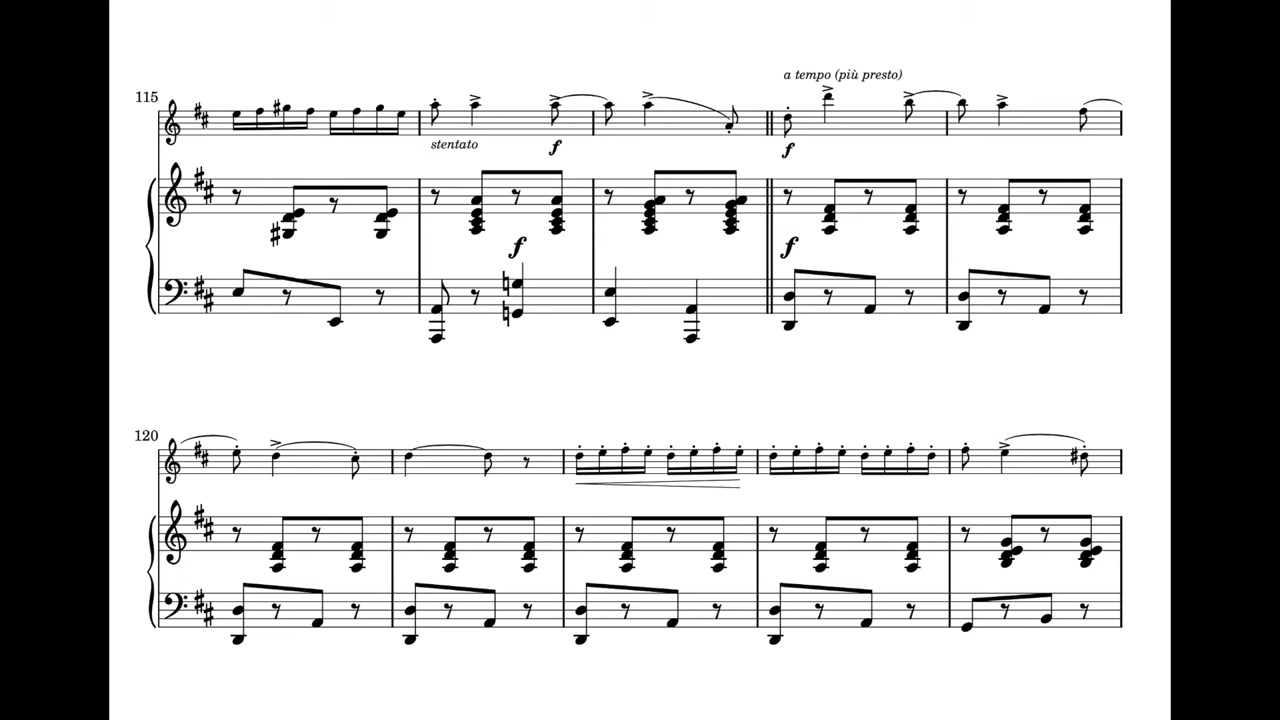 a tempo (più presto)
115
stentato
f
f
f
120